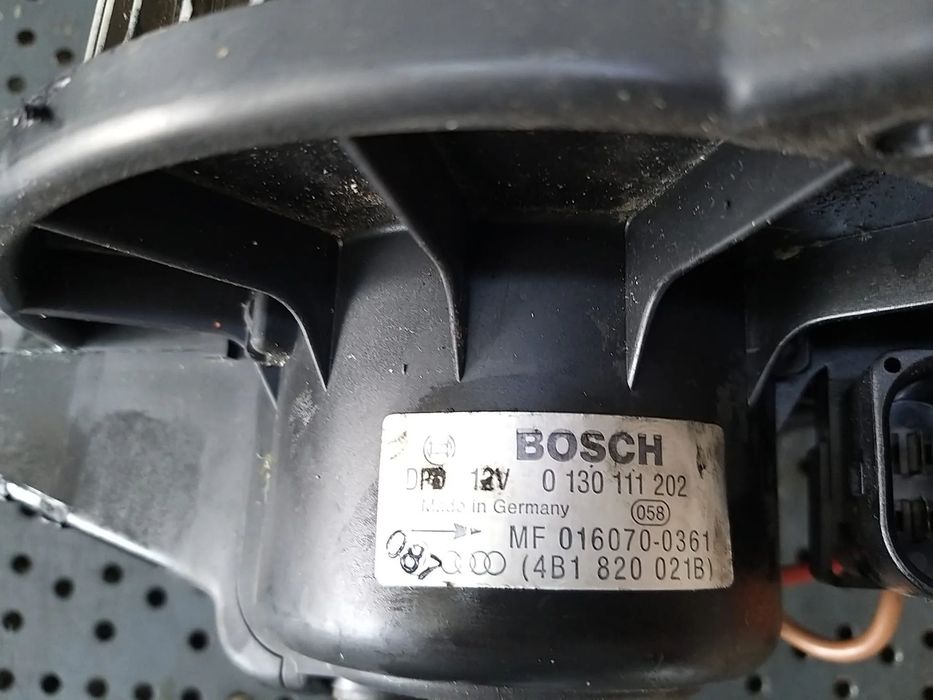 BOSCH
12V 0 130 111 202
Made in Germany 058
MF 016070-0361
087 (4B1 820 021B)